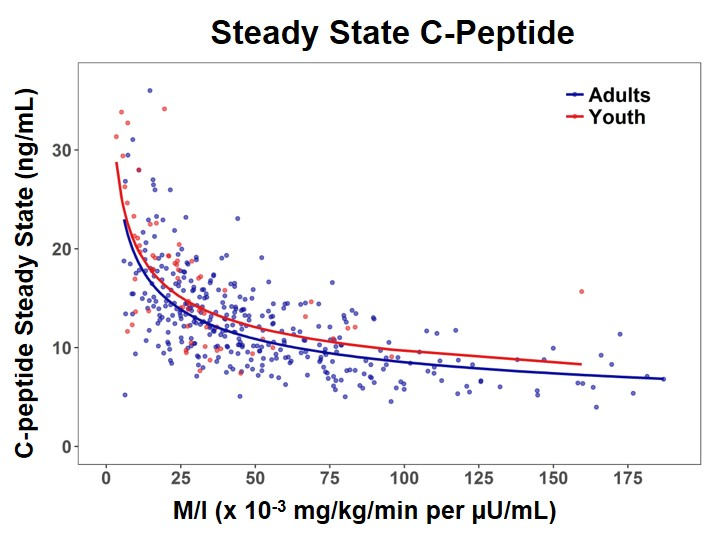 Steady State C-Peptide
C-peptide Steady State (ng/mL)
30
20
10
0
Adults
Youth
0 25 50 75 100 125 150 175
M/I (x 10⁻³ mg/kg/min per µU/mL)